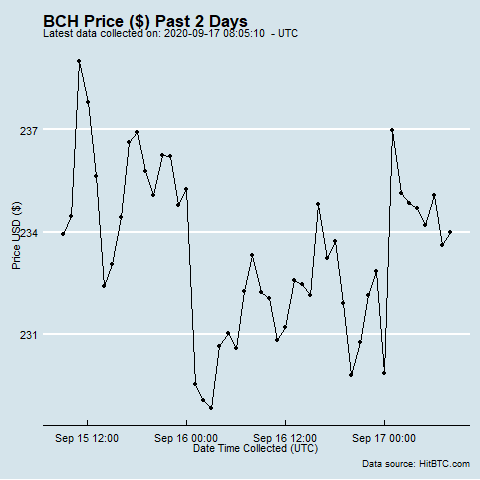 BCH Price ($) Past 2 Days
Latest data collected on: 2020-09-17 08:05:10  - UTC
Price USD ($)
237
234
231
Sep 15 12:00
Sep 16 00:00
Sep 16 12:00
Sep 17 00:00
Date Time Collected (UTC)
Data source: HitBTC.com